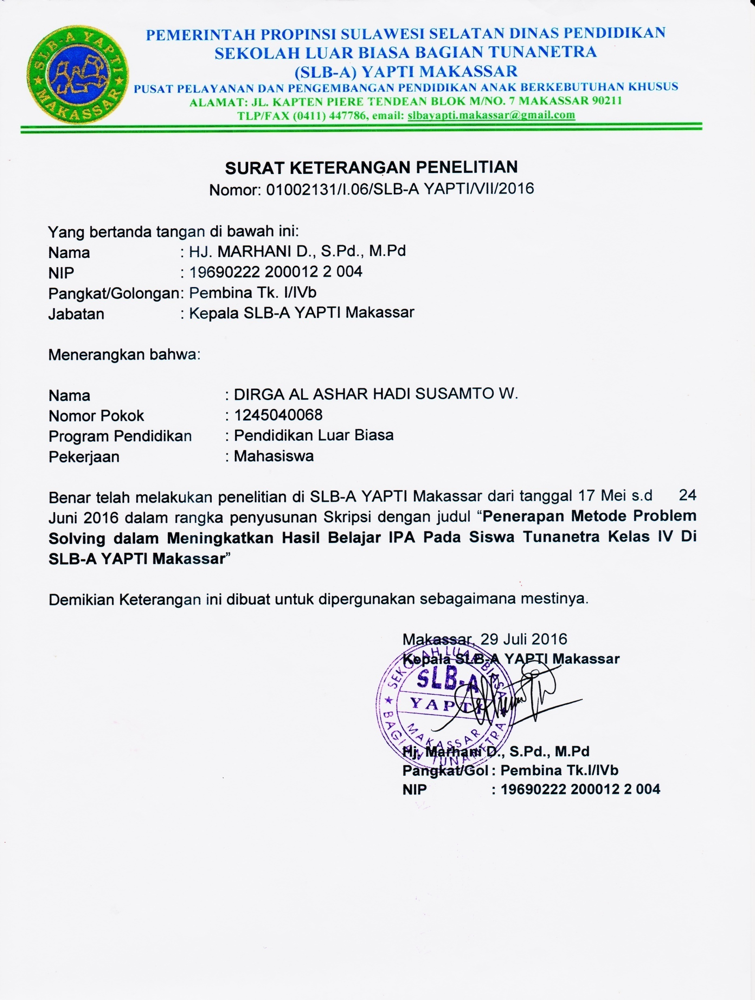 SLB-A YAPTI
MAKASSAR
PEMERINTAH PROPINSI SULAWESI SELATAN DINAS PENDIDIKAN
SEKOLAH LUAR BIASA BAGIAN TUNANETRA
(SLB-A) YAPTI MAKASSAR
PUSAT PELAYANAN DAN PENGEMBANGAN PENDIDIKAN ANAK BERKEBUTUHAN KHUSUS
ALAMAT: JL. KAPTEN PIERE TENDEAN BLOK M/NO. 7 MAKASSAR 90211
TLP/FAX (0411) 447786, email: slbayapti.makassar@gmail.com
SURAT KETERANGAN PENELITIAN
Nomor: 01002131/I.06/SLB-A YAPTI/VII/2016
Yang bertanda tangan di bawah ini:
Nama : HJ. MARHANI D., S.Pd., M.Pd
NIP : 19690222 200012 2 004
Pangkat/Golongan: Pembina Tk. I/IVb
Jabatan : Kepala SLB-A YAPTI Makassar
Menerangkan bahwa:
Nama : DIRGA AL ASHAR HADI SUSAMTO W.
Nomor Pokok : 1245040068
Program Pendidikan : Pendidikan Luar Biasa
Pekerjaan : Mahasiswa
Benar telah melakukan penelitian di SLB-A YAPTI Makassar dari tanggal 17 Mei s.d 24
Juni 2016 dalam rangka penyusunan Skripsi dengan judul “Penerapan Metode Problem
Solving dalam Meningkatkan Hasil Belajar IPA Pada Siswa Tunanetra Kelas IV Di
SLB-A YAPTI Makassar”
Demikian Keterangan ini dibuat untuk dipergunakan sebagaimana mestinya.
Makassar, 29 Juli 2016
Kepala SLB-A YAPTI Makassar
SEKOLAH LUAR BIASA
SLB-A
YAPTI
MAKASSAR
BAGIAN TUNANETRA
Hj. Marhani D., S.Pd., M.Pd
Pangkat/Gol : Pembina Tk.I/IVb
NIP : 19690222 200012 2 004